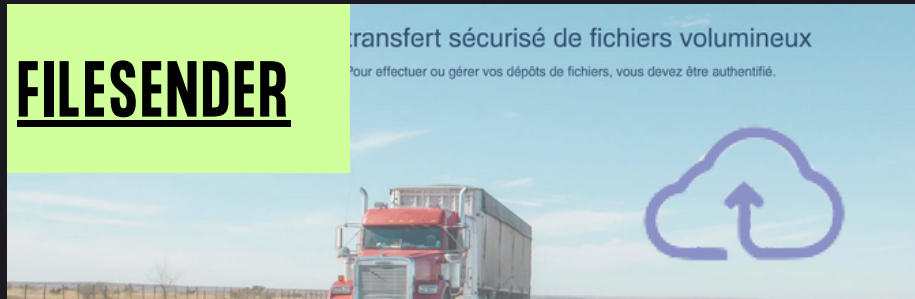 FILESENDER
transfert sécurisé de fichiers volumineux
Pour effectuer ou gérer vos dépôts de fichiers, vous devez être authentifié.